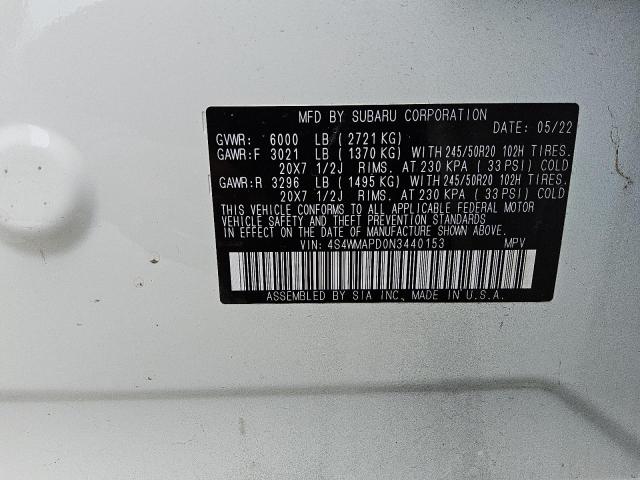 MFD BY SUBARU CORPORATION
DATE: 05/22
GVWR: 6000 LB (2721 KG)
GAWR:F 3021 LB (1370 KG) WITH 245/50R20 102H TIRES.
20X7 1/2J RIMS. AT 230 KPA (33 PSI) COLD
GAWR:R 3296 LB (1495 KG) WITH 245/50R20 102H TIRES.
20X7 1/2J RIMS. AT 230 KPA (33 PSI) COLD
THIS VEHICLE CONFORMS TO ALL APPLICABLE FEDERAL MOTOR
VEHICLE SAFETY AND THEFT PREVENTION STANDARDS
IN EFFECT ON THE DATE OF MANUFACTURE SHOWN ABOVE.
VIN: 4S4WMAPD0N3440153 MPV
ASSEMBLED BY SIA INC., MADE IN U.S.A.